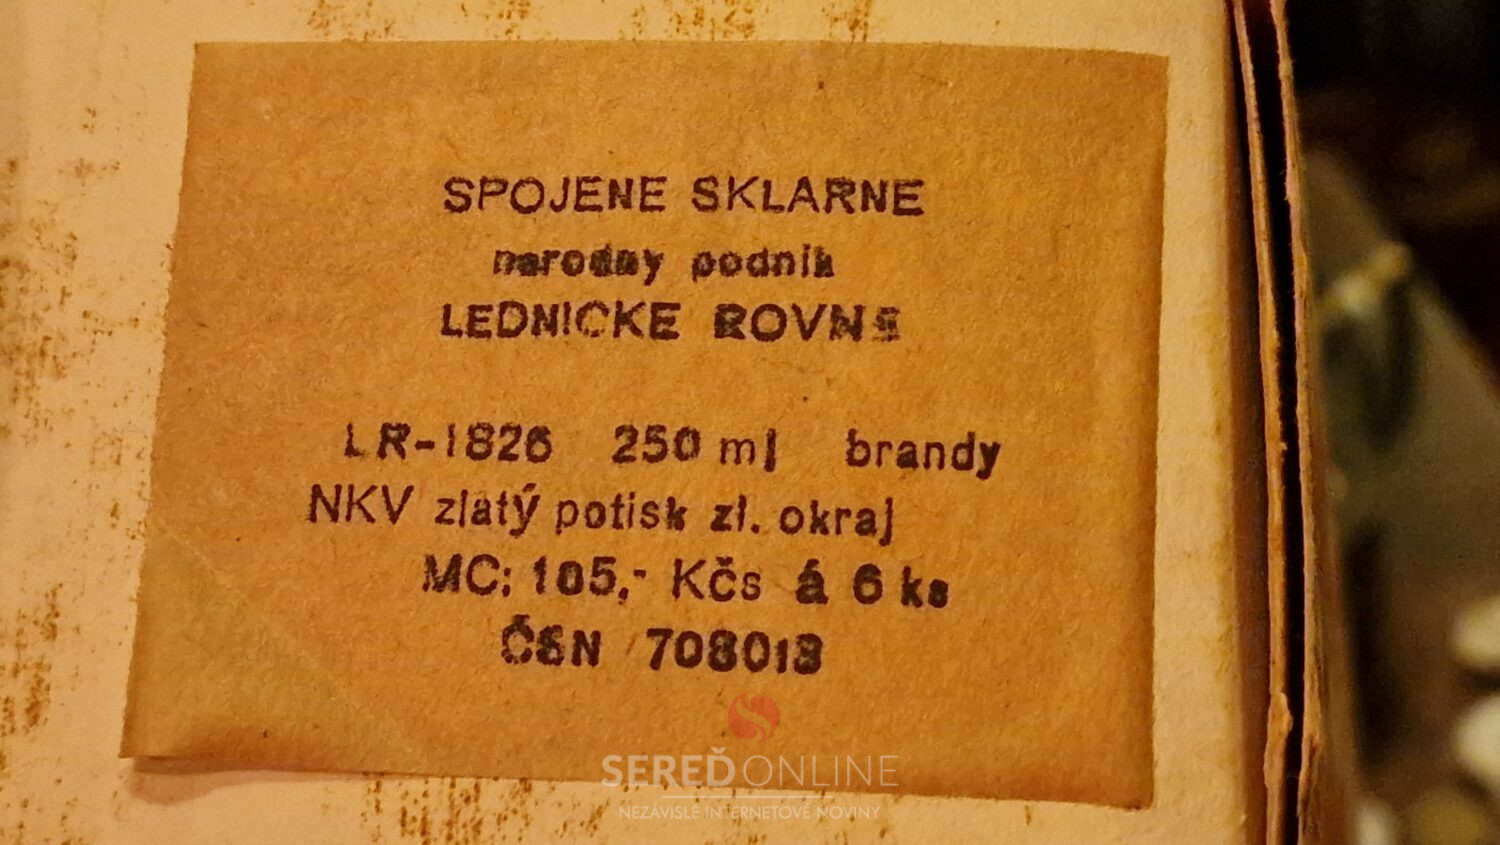 SPOJENE SKLARNE
narodny podnik
LEDNICKE ROVNE
LR-1826 250 ml brandy
NKV zlatý potisk zl. okraj
MC: 105,- Kčs á 6 ks
ČSN 708013
SEREĎONLINE
NEZÁVISLÉ INTERNETOVÉ NOVINY